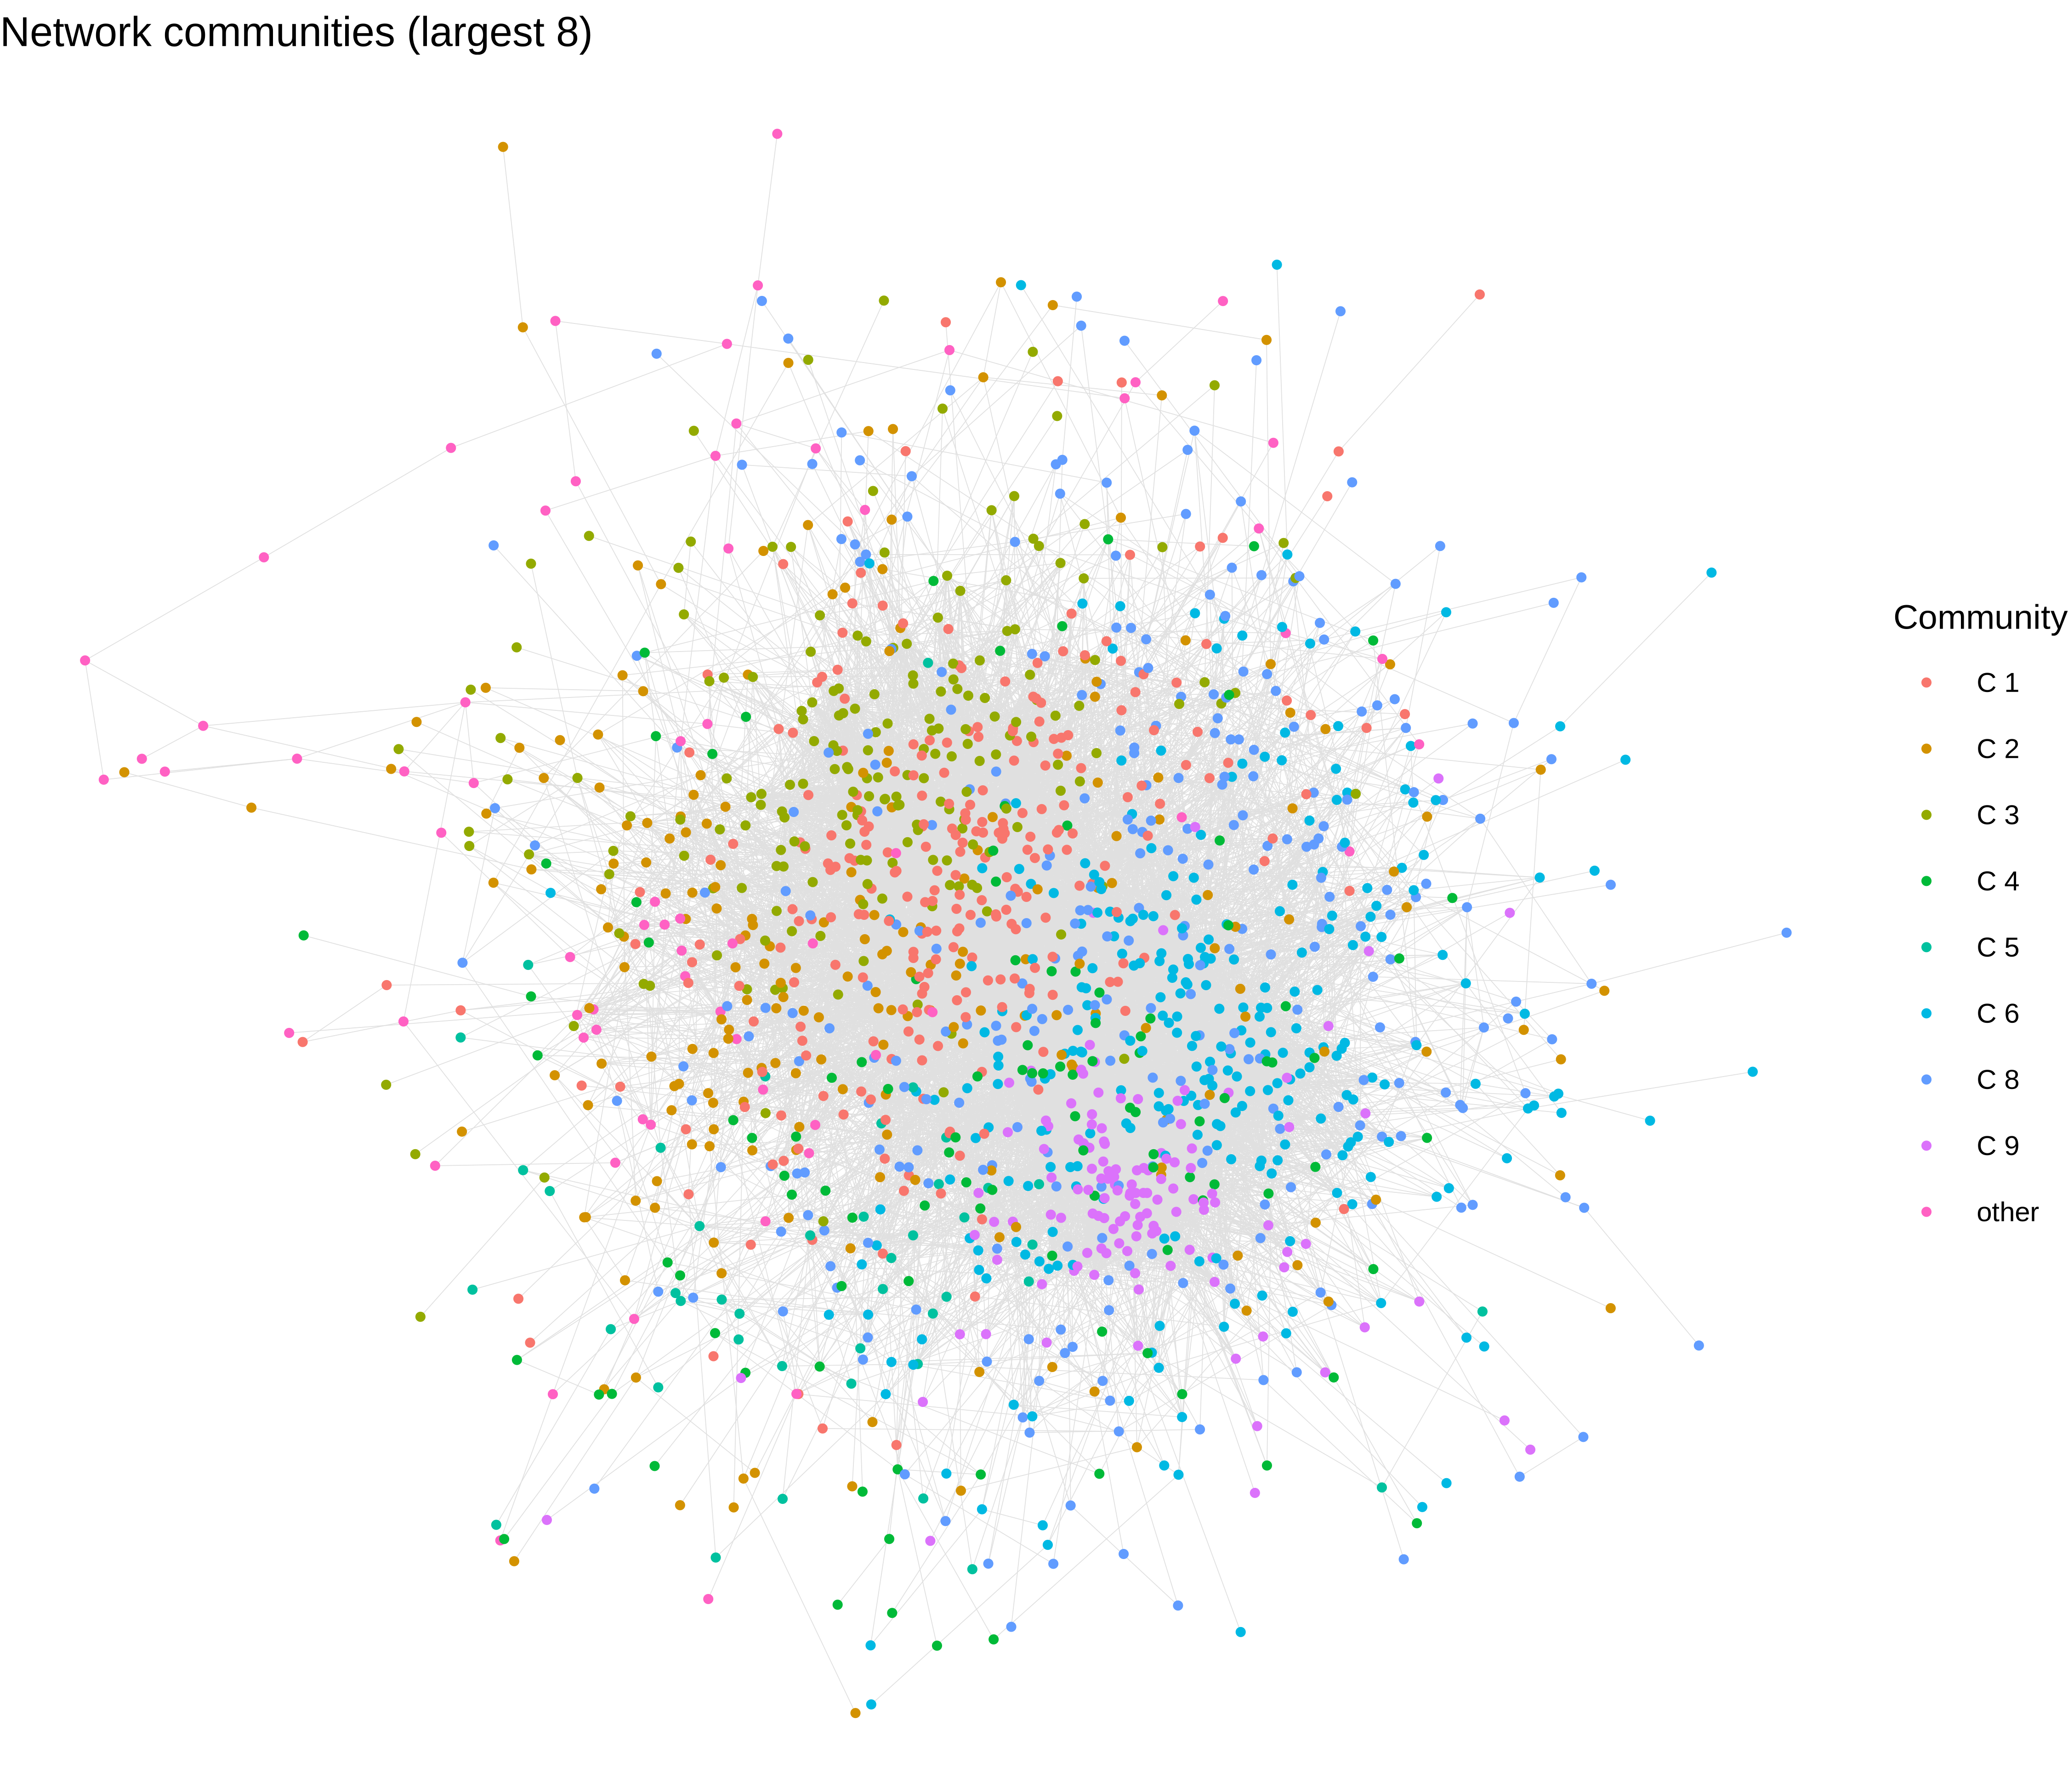 Network communities (largest 8)
Community
C 1
C 2
C 3
C 4
C 5
C 6
C 8
C 9
other